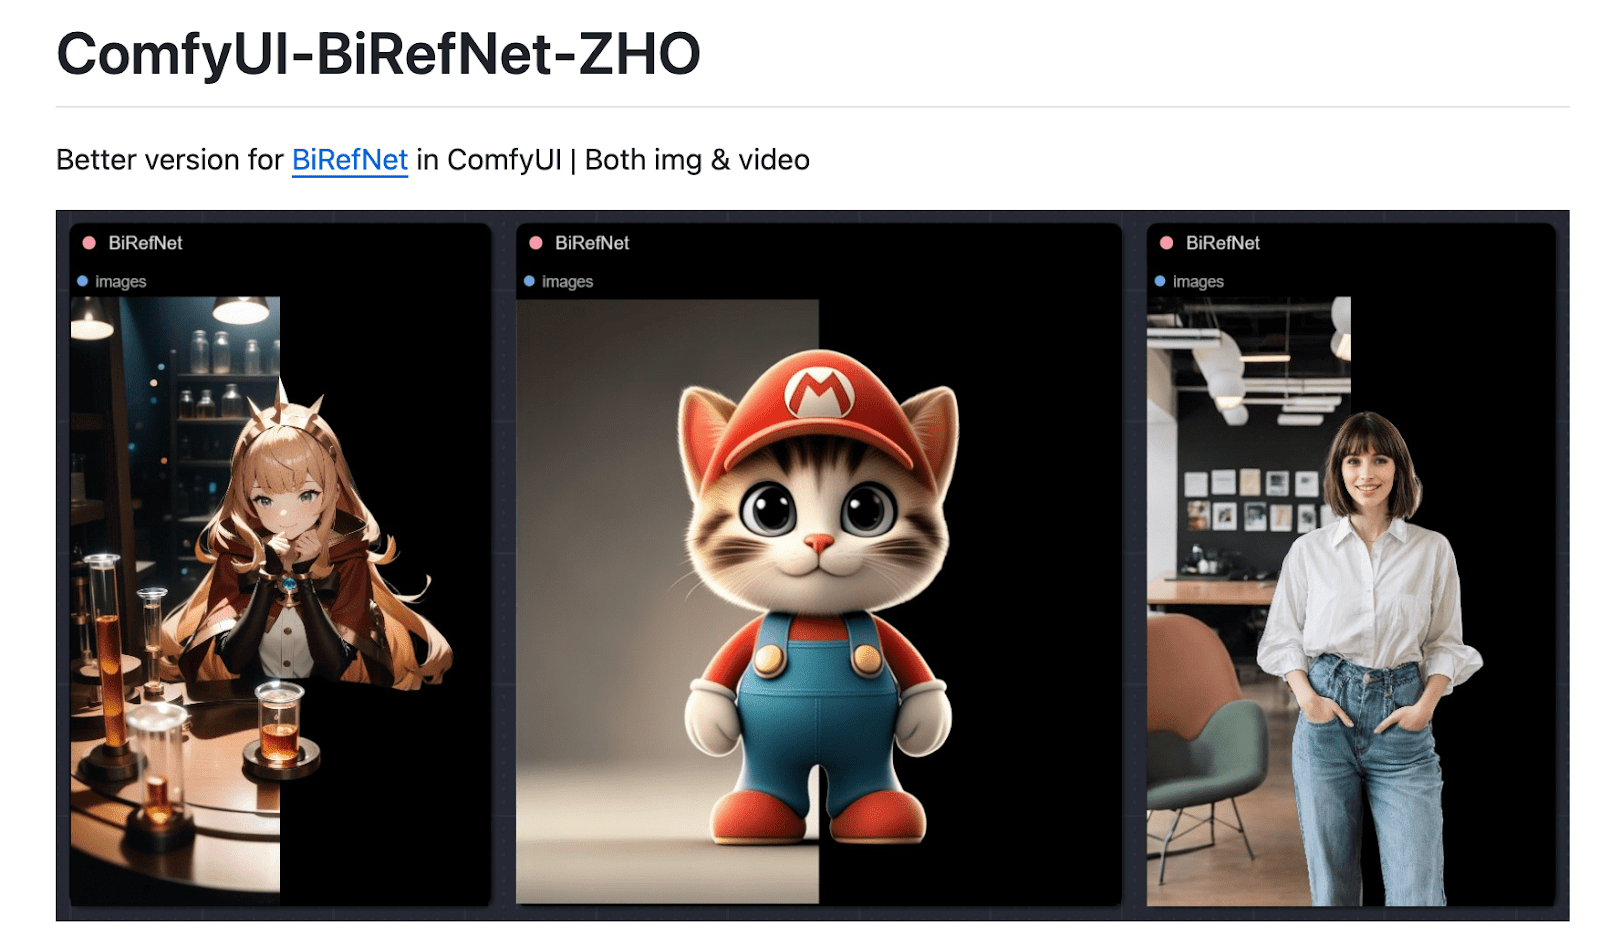 ComfyUI-BiRefNet-ZHO
Better version for BiRefNet in ComfyUI | Both img & video
BiRefNet
images
BiRefNet
images
M
BiRefNet
images